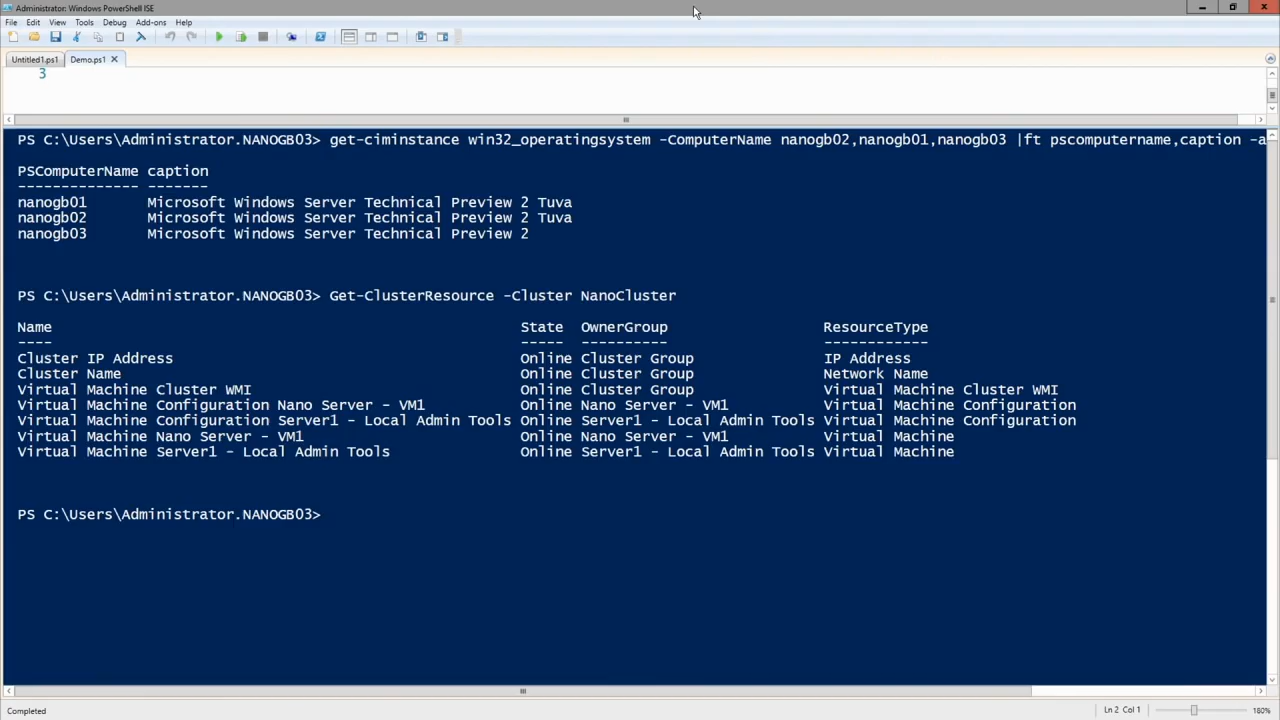 Administrator: Windows PowerShell ISE
File Edit View Tools Debug Add-ons Help
Untitled1.ps1 Demo.ps1
3
PS C:\Users\Administrator.NANOGB03> get-ciminstance win32_operatingsystem -ComputerName nanogb02,nanogb01,nanogb03 |ft pscomputername,caption -a
PSComputerName caption
-------------- -------
nanogb01 Microsoft Windows Server Technical Preview 2 Tuva
nanogb02 Microsoft Windows Server Technical Preview 2 Tuva
nanogb03 Microsoft Windows Server Technical Preview 2
PS C:\Users\Administrator.NANOGB03> Get-ClusterResource -Cluster NanoCluster
Name State OwnerGroup ResourceType
---- ----- ---------- ------------
Cluster IP Address Online Cluster Group IP Address
Cluster Name Online Cluster Group Network Name
Virtual Machine Cluster WMI Online Cluster Group Virtual Machine Cluster WMI
Virtual Machine Configuration Nano Server - VM1 Online Nano Server - VM1 Virtual Machine Configuration
Virtual Machine Configuration Server1 - Local Admin Tools Online Server1 - Local Admin Tools Virtual Machine Configuration
Virtual Machine Nano Server - VM1 Online Nano Server - VM1 Virtual Machine
Virtual Machine Server1 - Local Admin Tools Online Server1 - Local Admin Tools Virtual Machine
PS C:\Users\Administrator.NANOGB03>
Completed Ln 2 Col 1 180%